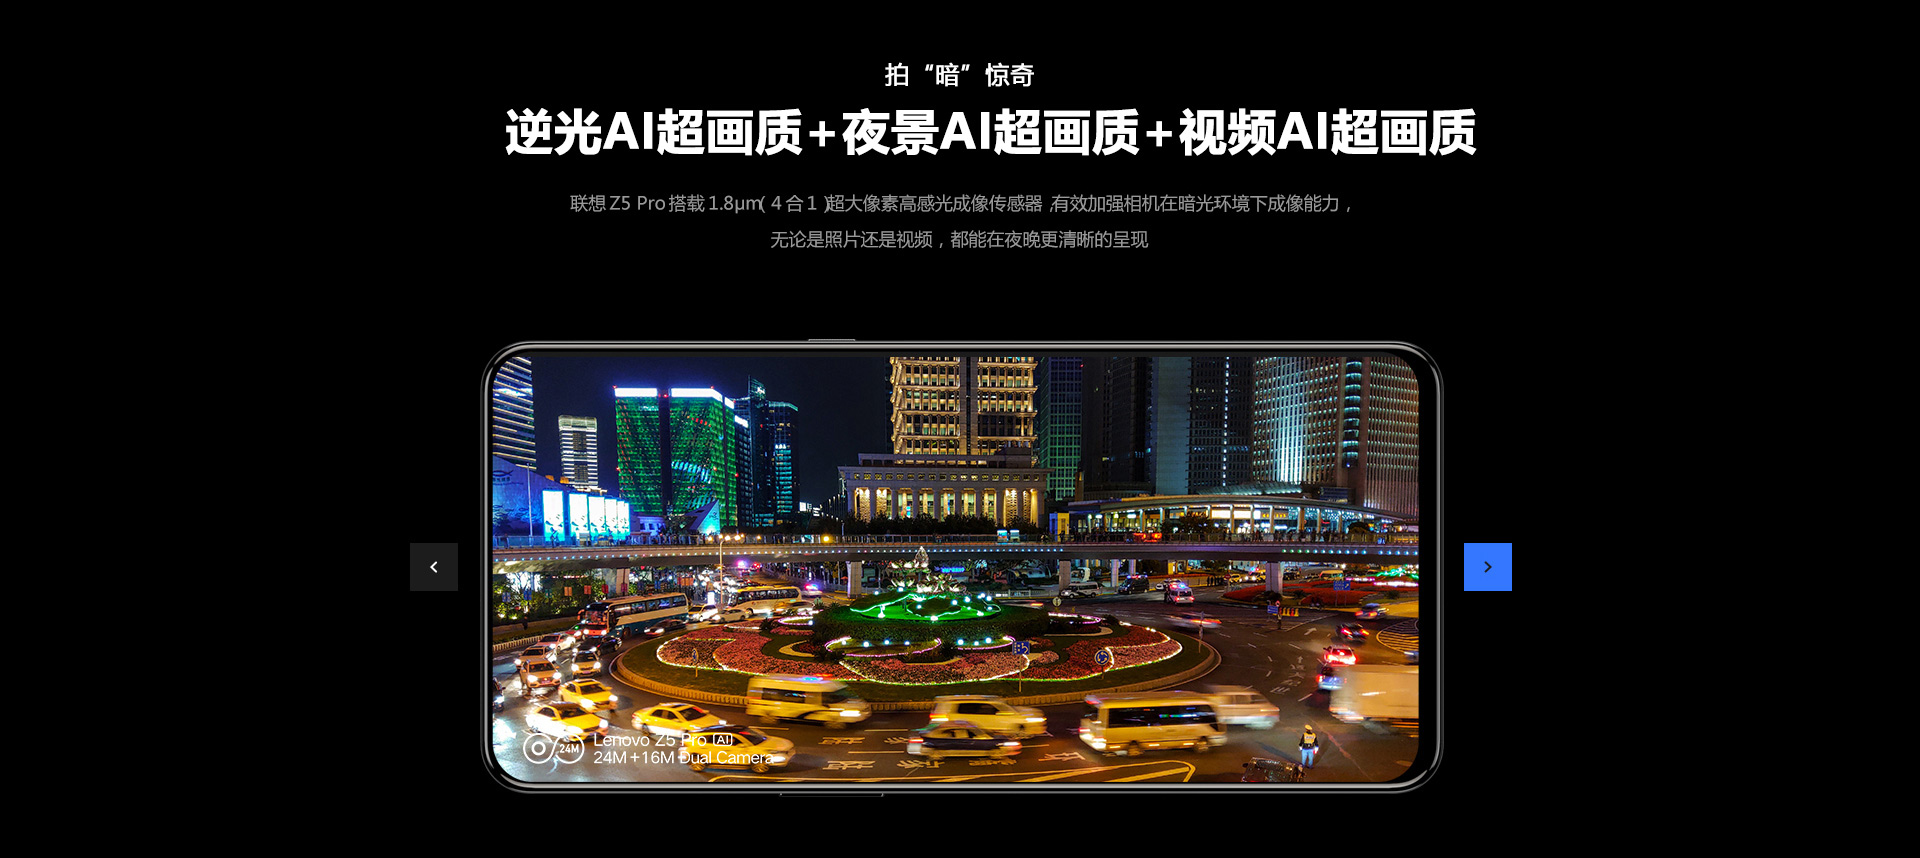 拍“暗”惊奇
逆光AI超画质+夜景AI超画质+视频AI超画质
联想Z5 Pro搭载1.8μm(4合1)超大像素高感光成像传感器,有效加强相机在暗光环境下成像能力,
无论是照片还是视频,都能在夜晚更清晰的呈现
Lenovo Z5 Pro [AI]
24M
24M+16M Dual Camera